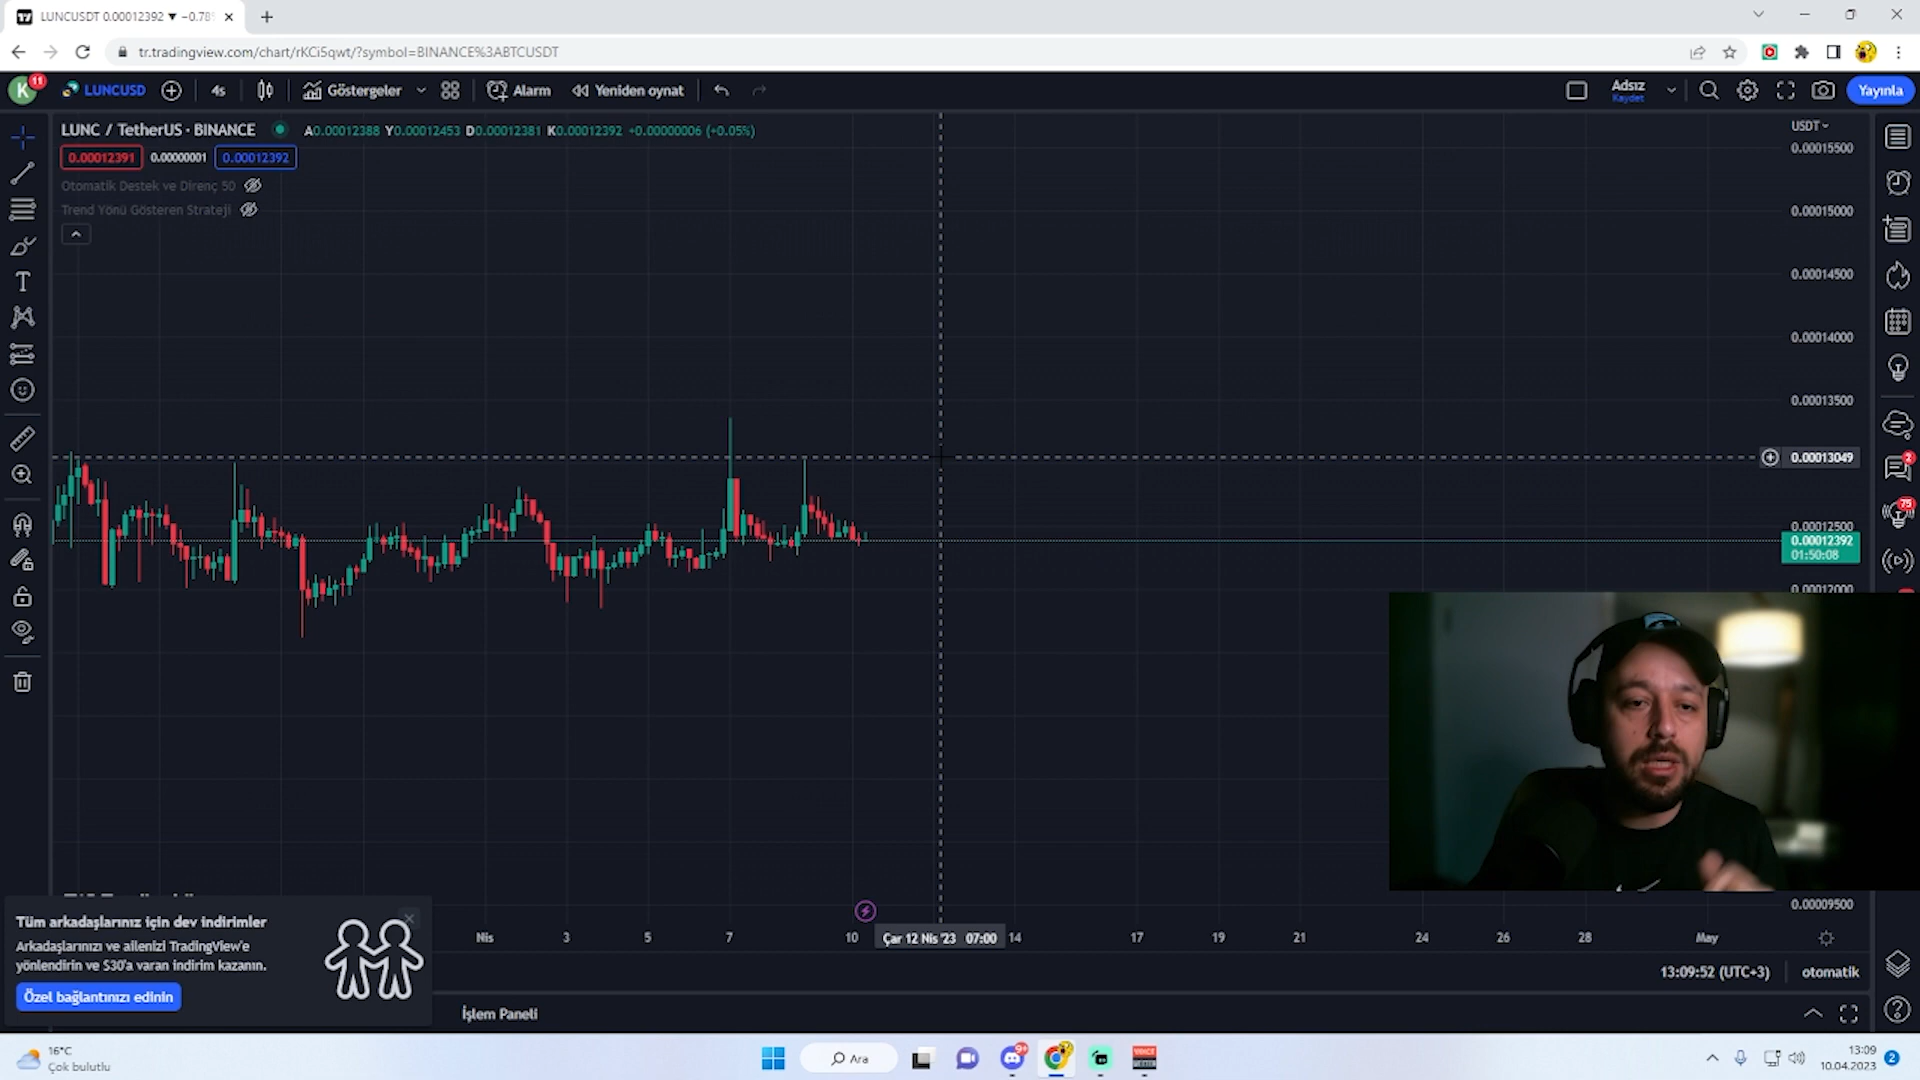 LUNCUSDT 0.00012392 ▼ −0.78
tr.tradingview.com/chart/rKCi5qwt/?symbol=BINANCE%3ABTCUSDT
K 11 LUNCUSD 4s Göstergeler Alarm Yeniden oynat Adsız Kaydet Yayınla
LUNC / TetherUS · BINANCE A0.00012388 Y0.00012453 D0.00012381 K0.00012392 +0.00000006 (+0.05%)
USDT
0.00012391 0.00000001 0.00012392
Otomatik Destek ve Direnç 50
Trend Yönü Gösteren Strateji
0.00015500
0.00015000
0.00014500
0.00014000
0.00013500
0.00013049
0.00012500
0.00012392
01:50:08
0.00012000
0.00009500
2
75
Nis 3 5 7 10 Çar 12 Nis '23 07:00 14 17 19 21 24 26 28 May
Tüm arkadaşlarınız için dev indirimler
Arkadaşlarınızı ve ailenizi TradingView'e
yönlendirin ve $30'a varan indirim kazanın.
Özel bağlantınızı edinin
13:09:52 (UTC+3) otomatik
İşlem Paneli
16°C
Çok bulutlu
Ara
9+
13:09
10.04.2023
2